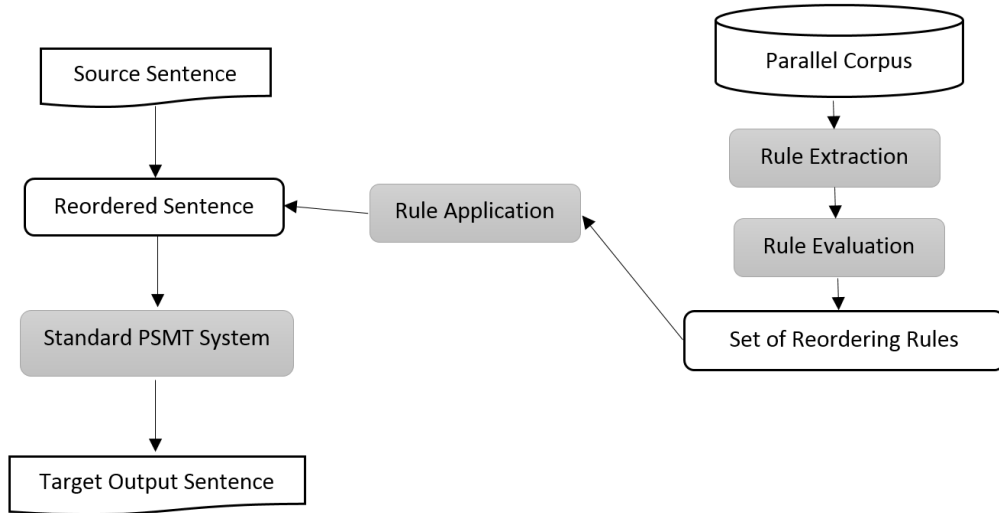 Source Sentence
Parallel Corpus
Rule Extraction
Reordered Sentence
Rule Application
Rule Evaluation
Standard PSMT System
Set of Reordering Rules
Target Output Sentence